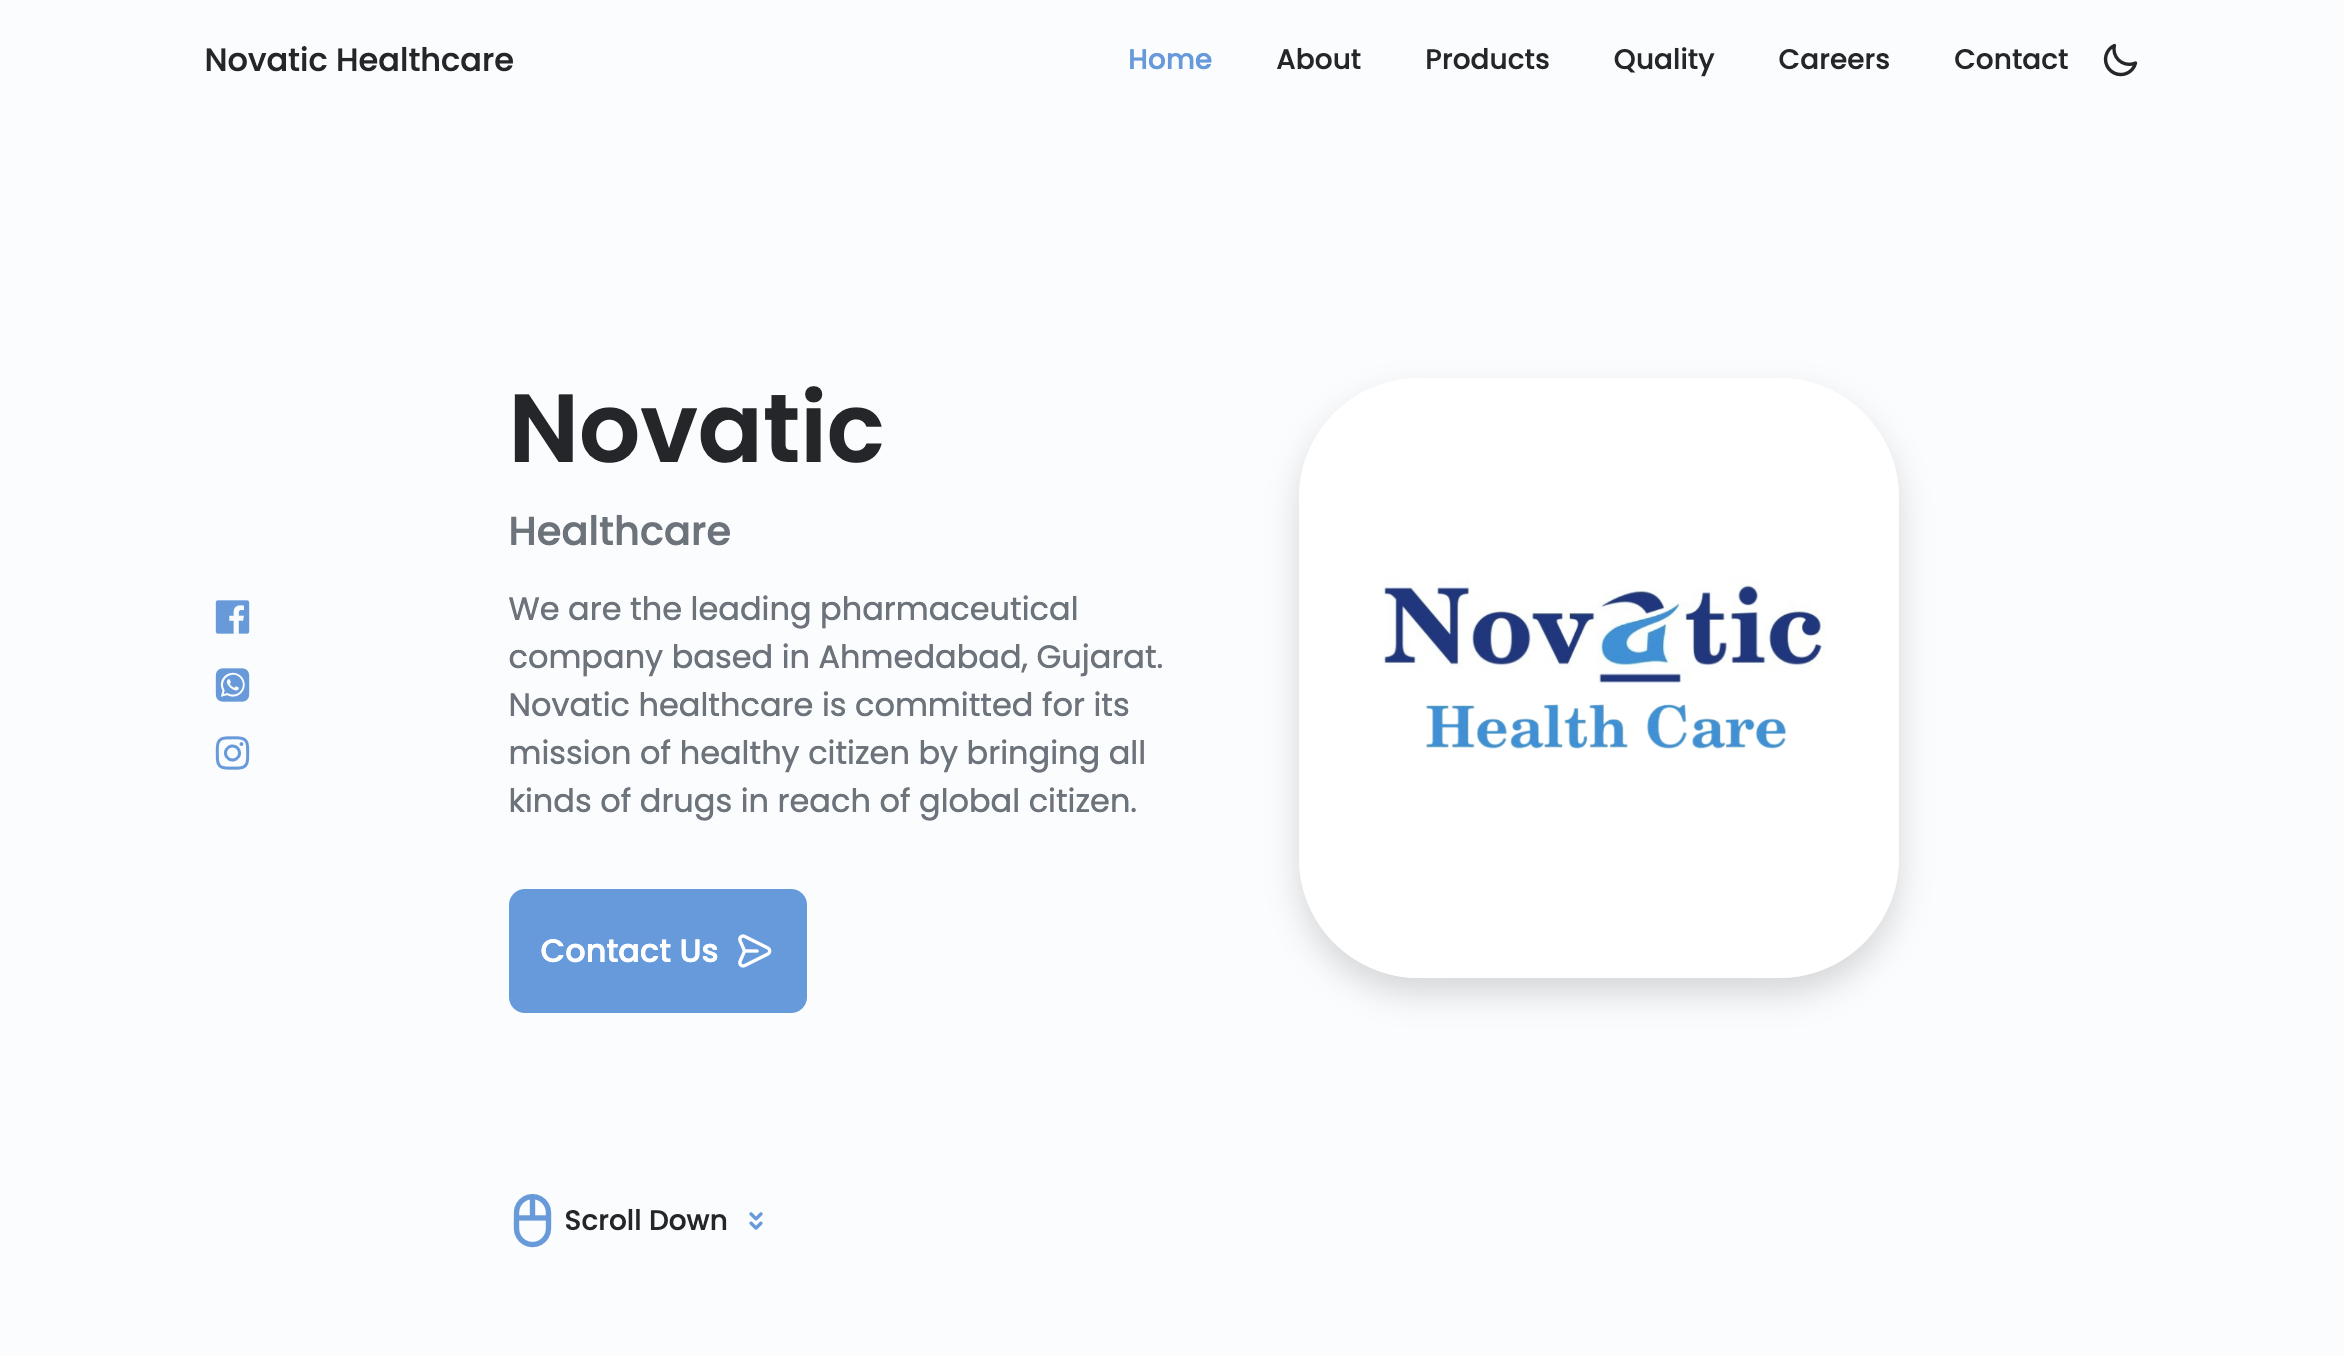 Novatic Healthcare
Home About Products Quality Careers Contact
Novatic
Healthcare
We are the leading pharmaceutical
company based in Ahmedabad, Gujarat.
Novatic healthcare is committed for its
mission of healthy citizen by bringing all
kinds of drugs in reach of global citizen.
Contact Us
Novatic
Health Care
Scroll Down